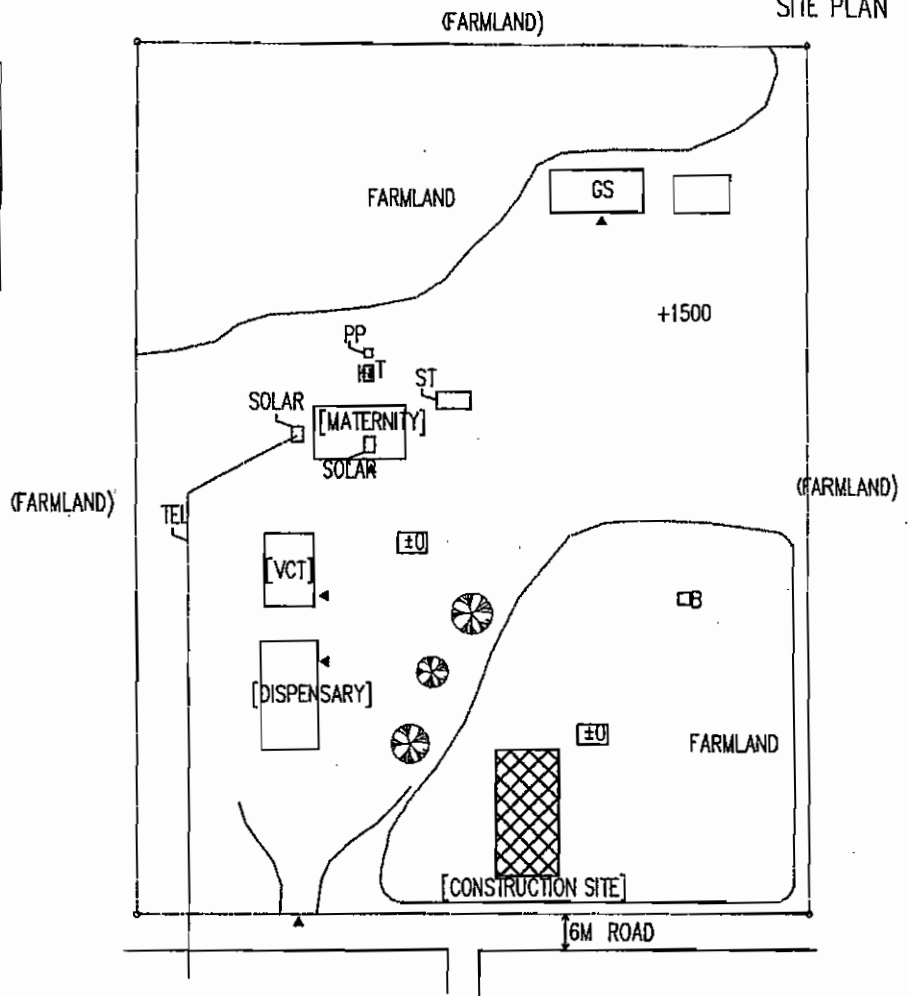 SITE PLAN
(FARMLAND)
GS
FARMLAND
+1500
PP
T
ST
SOLAR
[MATERNITY]
SOLAR
(FARMLAND)
(FARMLAND)
TEL
±0
[VCT]
B
[DISPENSARY]
±0
FARMLAND
[CONSTRUCTION SITE]
6M ROAD